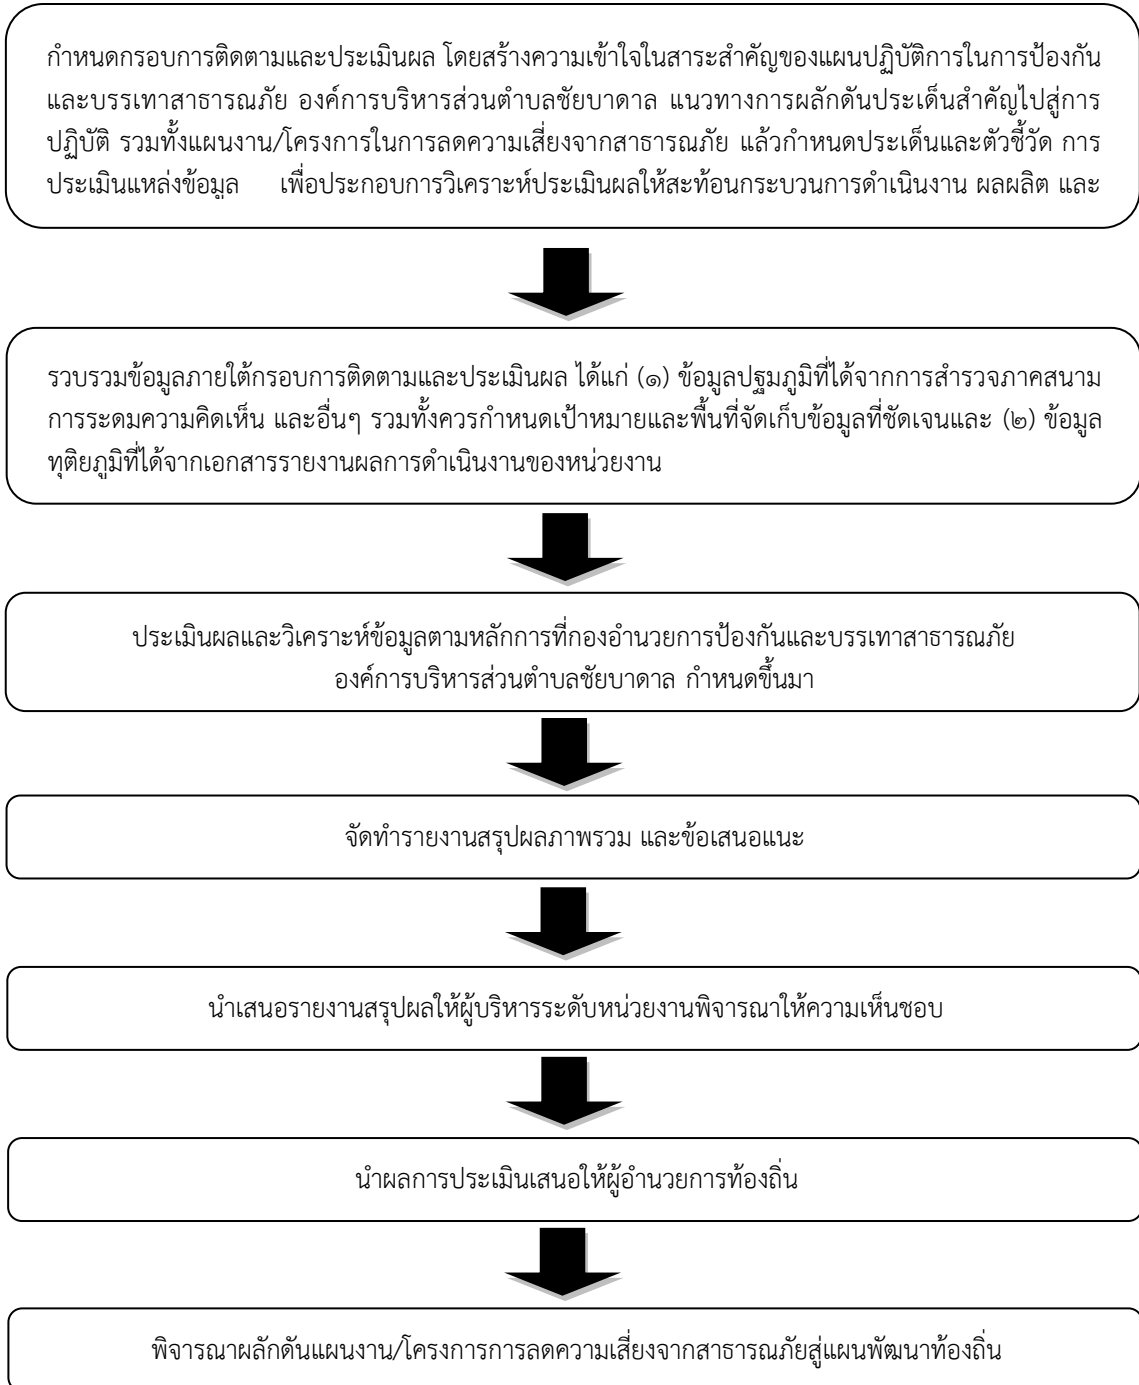 กำหนดกรอบการติดตามและประเมินผล โดยสร้างความเข้าใจในสาระสำคัญของแผนปฏิบัติการในการป้องกัน
และบรรเทาสาธารณภัย องค์การบริหารส่วนตำบลชัยบาดาล แนวทางการผลักดันประเด็นสำคัญไปสู่การ
ปฏิบัติ รวมทั้งแผนงาน/โครงการในการลดความเสี่ยงจากสาธารณภัย แล้วกำหนดประเด็นและตัวชี้วัด การ
ประเมินแหล่งข้อมูล เพื่อประกอบการวิเคราะห์ประเมินผลให้สะท้อนกระบวนการดำเนินงาน ผลผลิต และ
รวบรวมข้อมูลภายใต้กรอบการติดตามและประเมินผล ได้แก่ (๑) ข้อมูลปฐมภูมิที่ได้จากการสำรวจภาคสนาม
การระดมความคิดเห็น และอื่นๆ รวมทั้งควรกำหนดเป้าหมายและพื้นที่จัดเก็บข้อมูลที่ชัดเจนและ (๒) ข้อมูล
ทุติยภูมิที่ได้จากเอกสารรายงานผลการดำเนินงานของหน่วยงาน
ประเมินผลและวิเคราะห์ข้อมูลตามหลักการที่กองอำนวยการป้องกันและบรรเทาสาธารณภัย
องค์การบริหารส่วนตำบลชัยบาดาล กำหนดขึ้นมา
จัดทำรายงานสรุปผลภาพรวม และข้อเสนอแนะ
นำเสนอรายงานสรุปผลให้ผู้บริหารระดับหน่วยงานพิจารณาให้ความเห็นชอบ
นำผลการประเมินเสนอให้ผู้อำนวยการท้องถิ่น
พิจารณาผลักดันแผนงาน/โครงการการลดความเสี่ยงจากสาธารณภัยสู่แผนพัฒนาท้องถิ่น